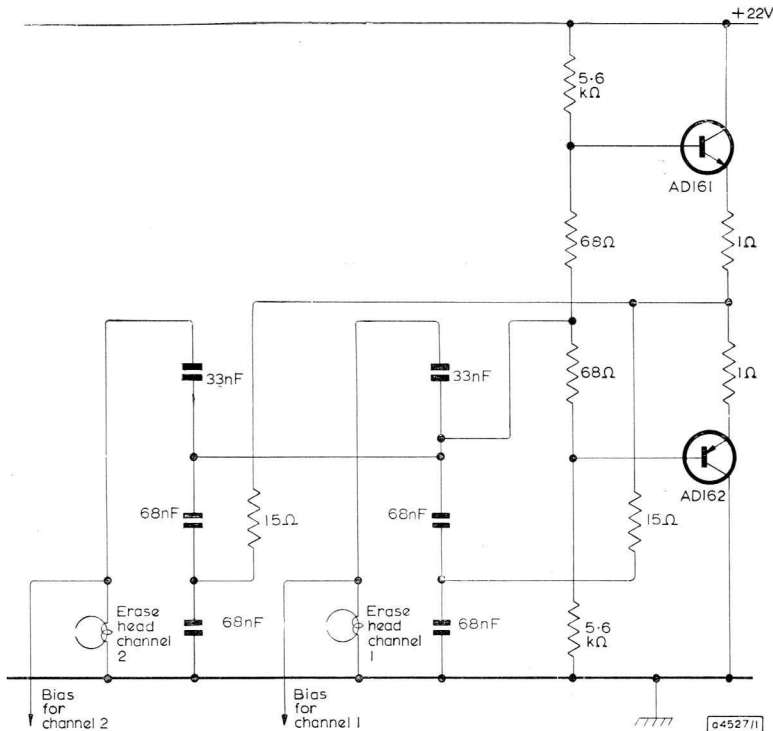 +22V
5·6
kΩ
AD161
68Ω
1Ω
33nF
33nF
68Ω
1Ω
68nF
15Ω
68nF
15Ω
AD162
Erase
head
channel
2
68nF
Erase
head
channel
1
68nF
5·6
kΩ
Bias
for
channel 2
Bias
for
channel 1
a4527/1